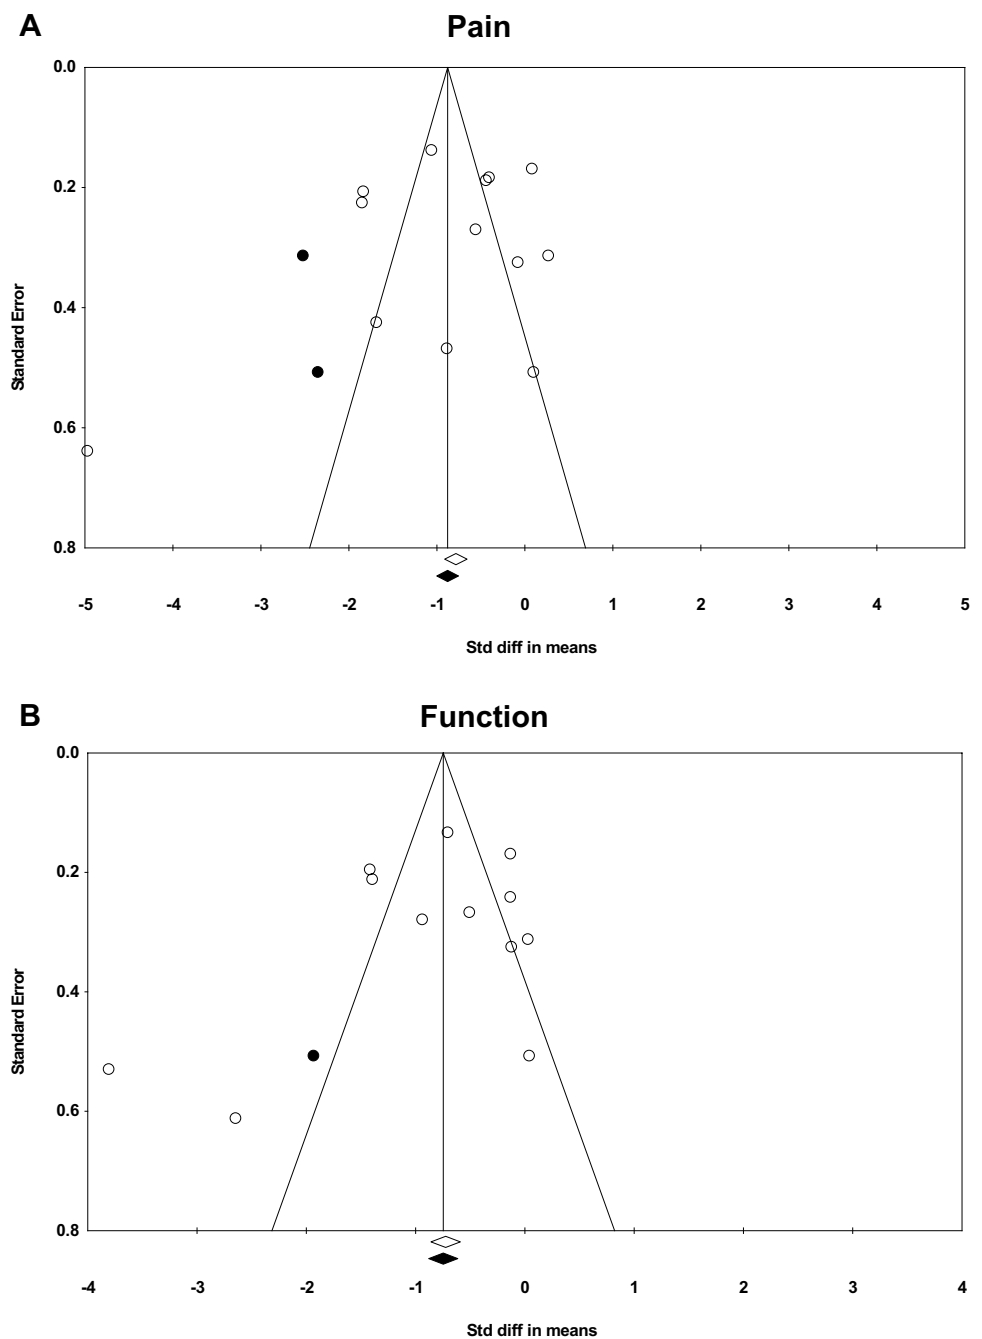 A
Pain
0.0
0.2
0.4
0.6
0.8
Standard Error
-5 -4 -3 -2 -1 0 1 2 3 4 5
Std diff in means
B
Function
0.0
0.2
0.4
0.6
0.8
Standard Error
-4 -3 -2 -1 0 1 2 3 4
Std diff in means